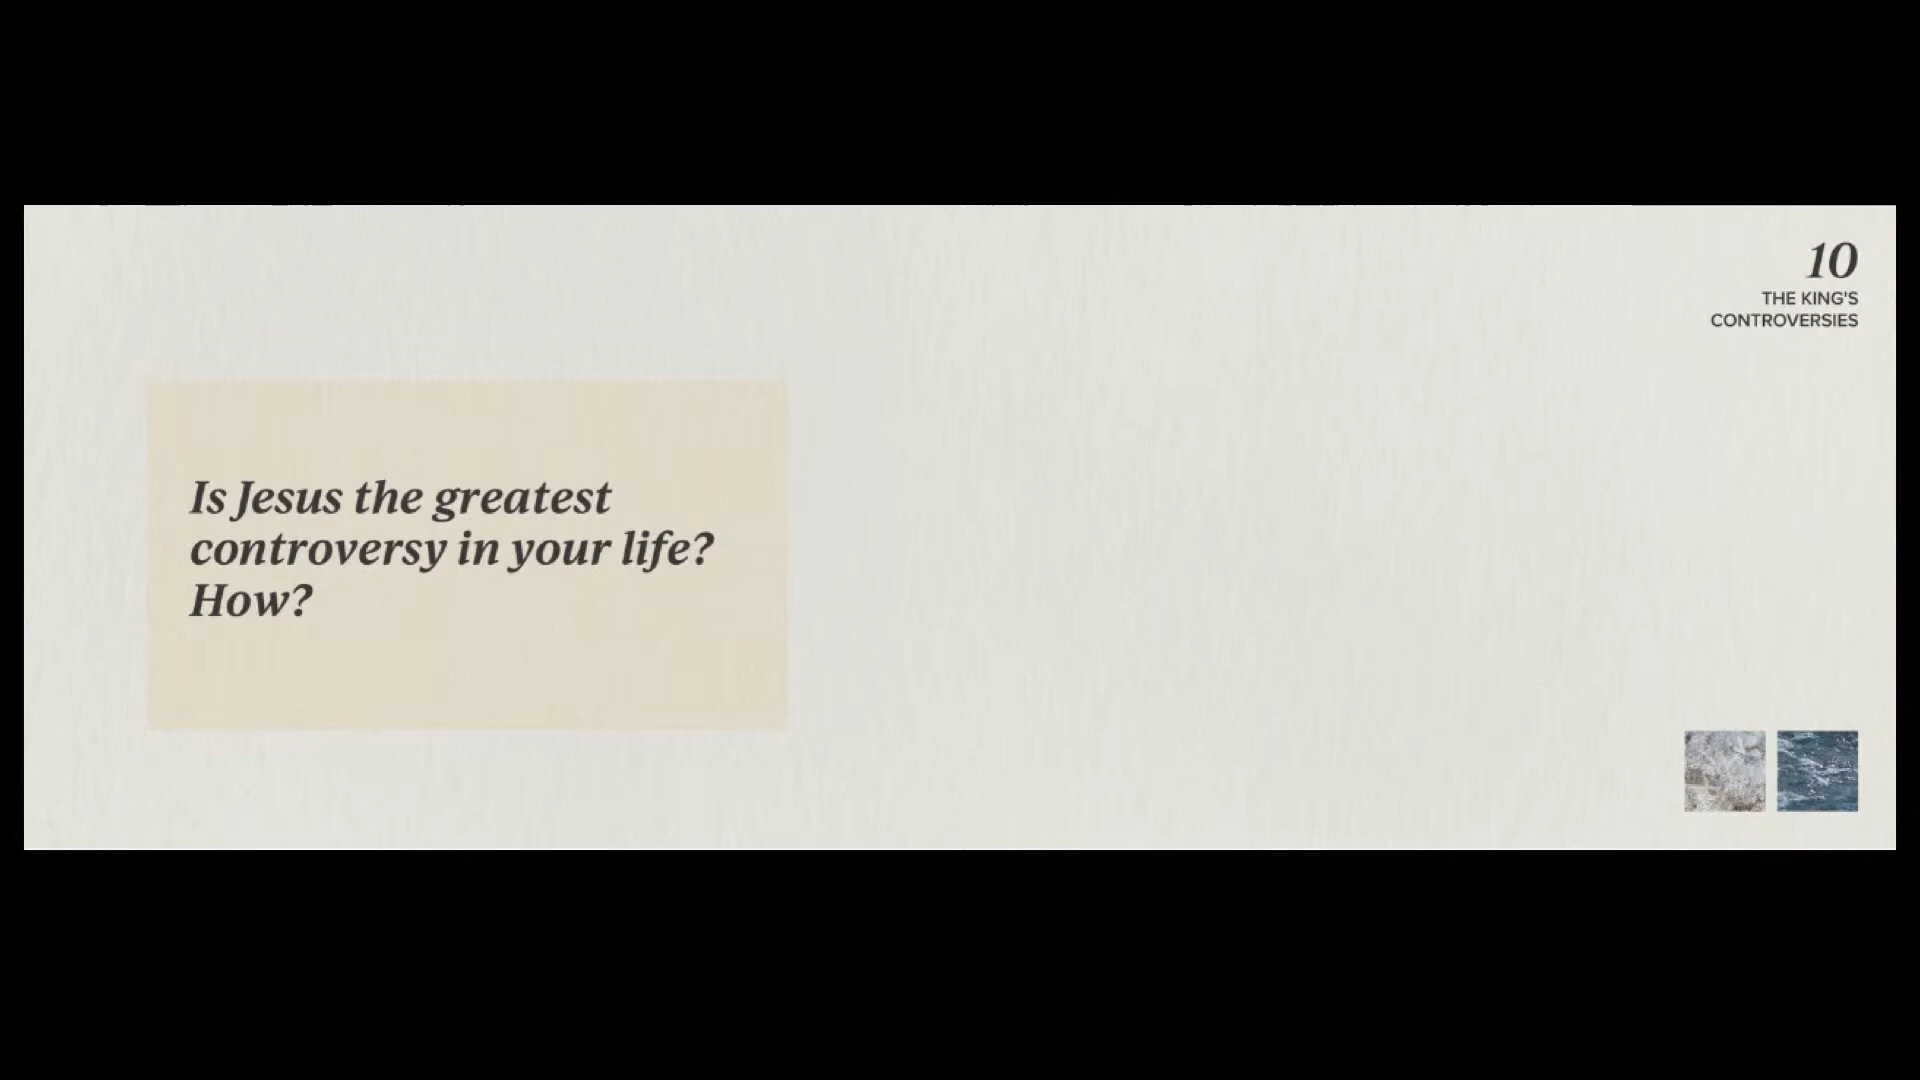 10
THE KING'S
CONTROVERSIES
Is Jesus the greatest
controversy in your life?
How?